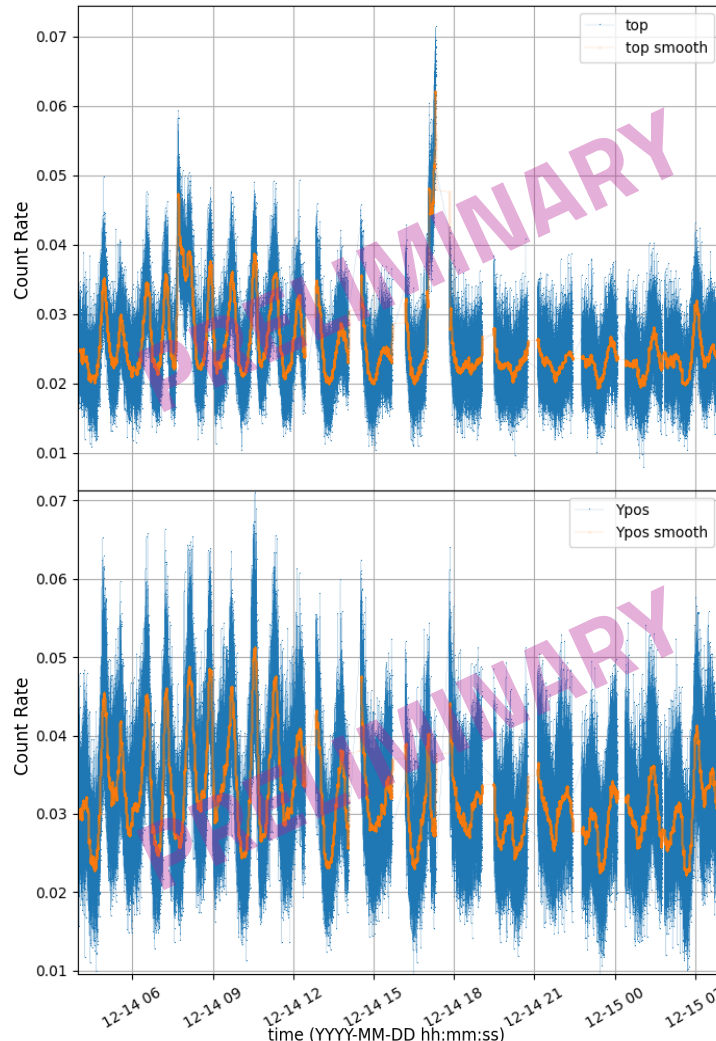 0.07
top
top smooth
0.06
0.05
0.04
Count Rate
0.03
0.02
0.01
PRELIMINARY
0.07
Ypos
Ypos smooth
0.06
0.05
0.04
Count Rate
0.03
0.02
0.01
PRELIMINARY
12-14 06
12-14 09
12-14 12
12-14 15
12-14 18
12-14 21
12-15 00
time (YYYY-MM-DD hh:mm:ss)